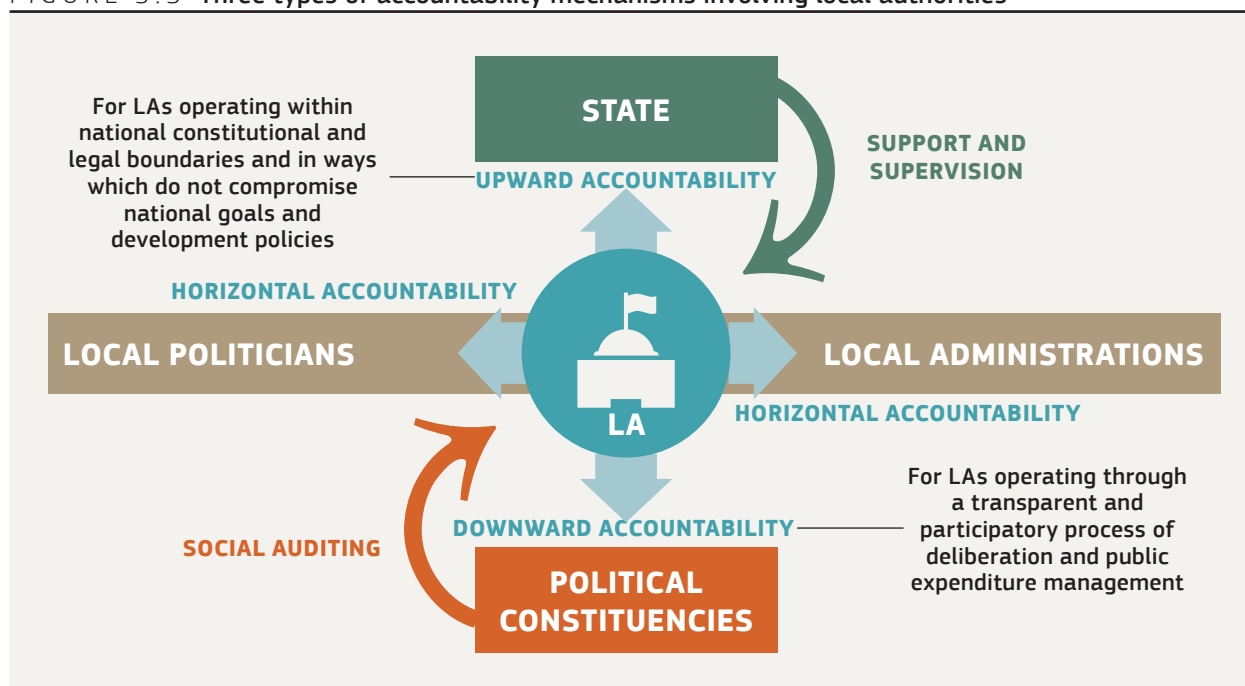 Three types of accountability mechanisms involving local authorities
STATE
For LAs operating within
national constitutional and
legal boundaries and in ways
which do not compromise
national goals and
development policies
UPWARD ACCOUNTABILITY
SUPPORT AND
SUPERVISION
HORIZONTAL ACCOUNTABILITY
LOCAL POLITICIANS
LOCAL ADMINISTRATIONS
LA
HORIZONTAL ACCOUNTABILITY
DOWNWARD ACCOUNTABILITY
For LAs operating through
a transparent and
participatory process of
deliberation and public
expenditure management
SOCIAL AUDITING
POLITICAL
CONSTITUENCIES